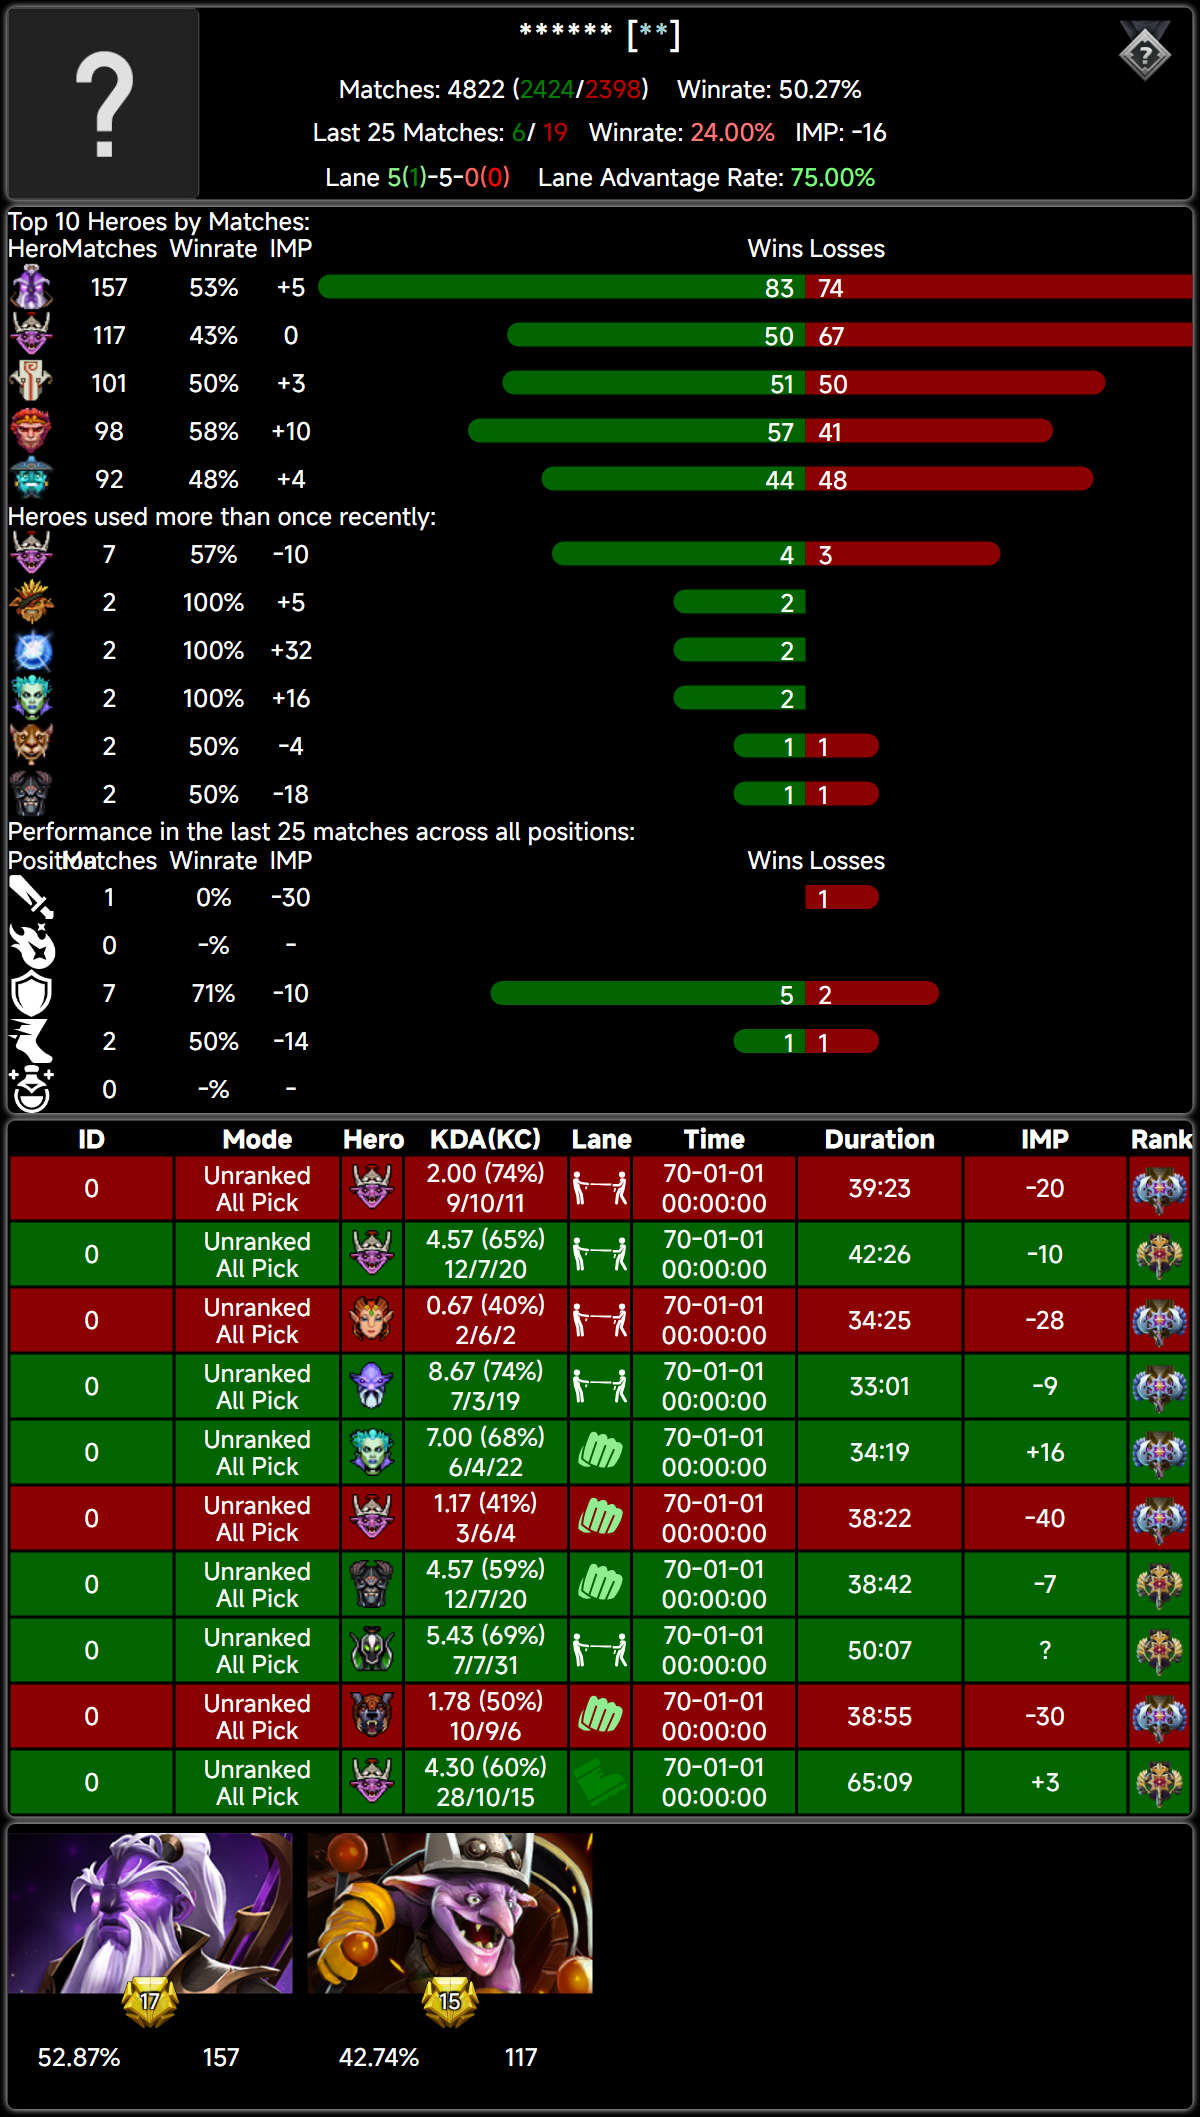 ****** [**]
Matches: 4822 (2424/2398) Winrate: 50.27%
Last 25 Matches: 6/ 19 Winrate: 24.00% IMP: -16
Lane 5(1)-5-0(0) Lane Advantage Rate: 75.00%
Top 10 Heroes by Matches:
Hero Matches Winrate IMP Wins Losses
157 53% +5 83 74
117 43% 0 50 67
101 50% +3 51 50
98 58% +10 57 41
92 48% +4 44 48
Heroes used more than once recently:
7 57% -10 4 3
2 100% +5 2
2 100% +32 2
2 100% +16 2
2 50% -4 1 1
2 50% -18 1 1
Performance in the last 25 matches across all positions:
Position Matches Winrate IMP Wins Losses
1 0% -30 1
0 -% -
7 71% -10 5 2
2 50% -14 1 1
0 -% -
ID Mode Hero KDA(KC) Lane Time Duration IMP Rank
0 Unranked All Pick 2.00 (74%) 9/10/11 70-01-01 00:00:00 39:23 -20
0 Unranked All Pick 4.57 (65%) 12/7/20 70-01-01 00:00:00 42:26 -10
0 Unranked All Pick 0.67 (40%) 2/6/2 70-01-01 00:00:00 34:25 -28
0 Unranked All Pick 8.67 (74%) 7/3/19 70-01-01 00:00:00 33:01 -9
0 Unranked All Pick 7.00 (68%) 6/4/22 70-01-01 00:00:00 34:19 +16
0 Unranked All Pick 1.17 (41%) 3/6/4 70-01-01 00:00:00 38:22 -40
0 Unranked All Pick 4.57 (59%) 12/7/20 70-01-01 00:00:00 38:42 -7
0 Unranked All Pick 5.43 (69%) 7/7/31 70-01-01 00:00:00 50:07 ?
0 Unranked All Pick 1.78 (50%) 10/9/6 70-01-01 00:00:00 38:55 -30
0 Unranked All Pick 4.30 (60%) 28/10/15 70-01-01 00:00:00 65:09 +3
17 15
52.87% 157 42.74% 117